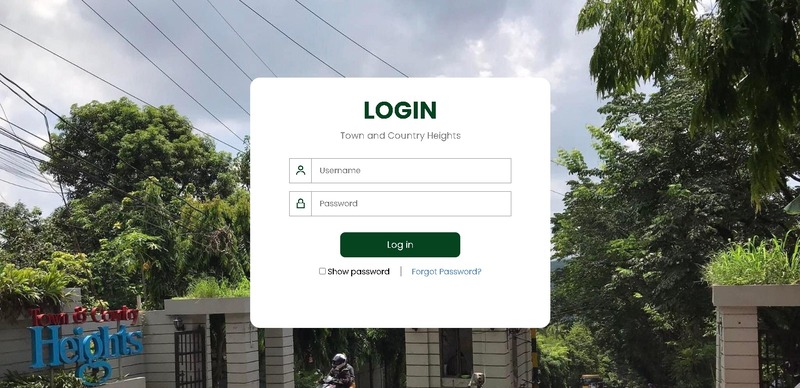 LOGIN
Town and Country Heights
Username
Password
Log in
Show password | Forgot Password?
Town & Country
Heights